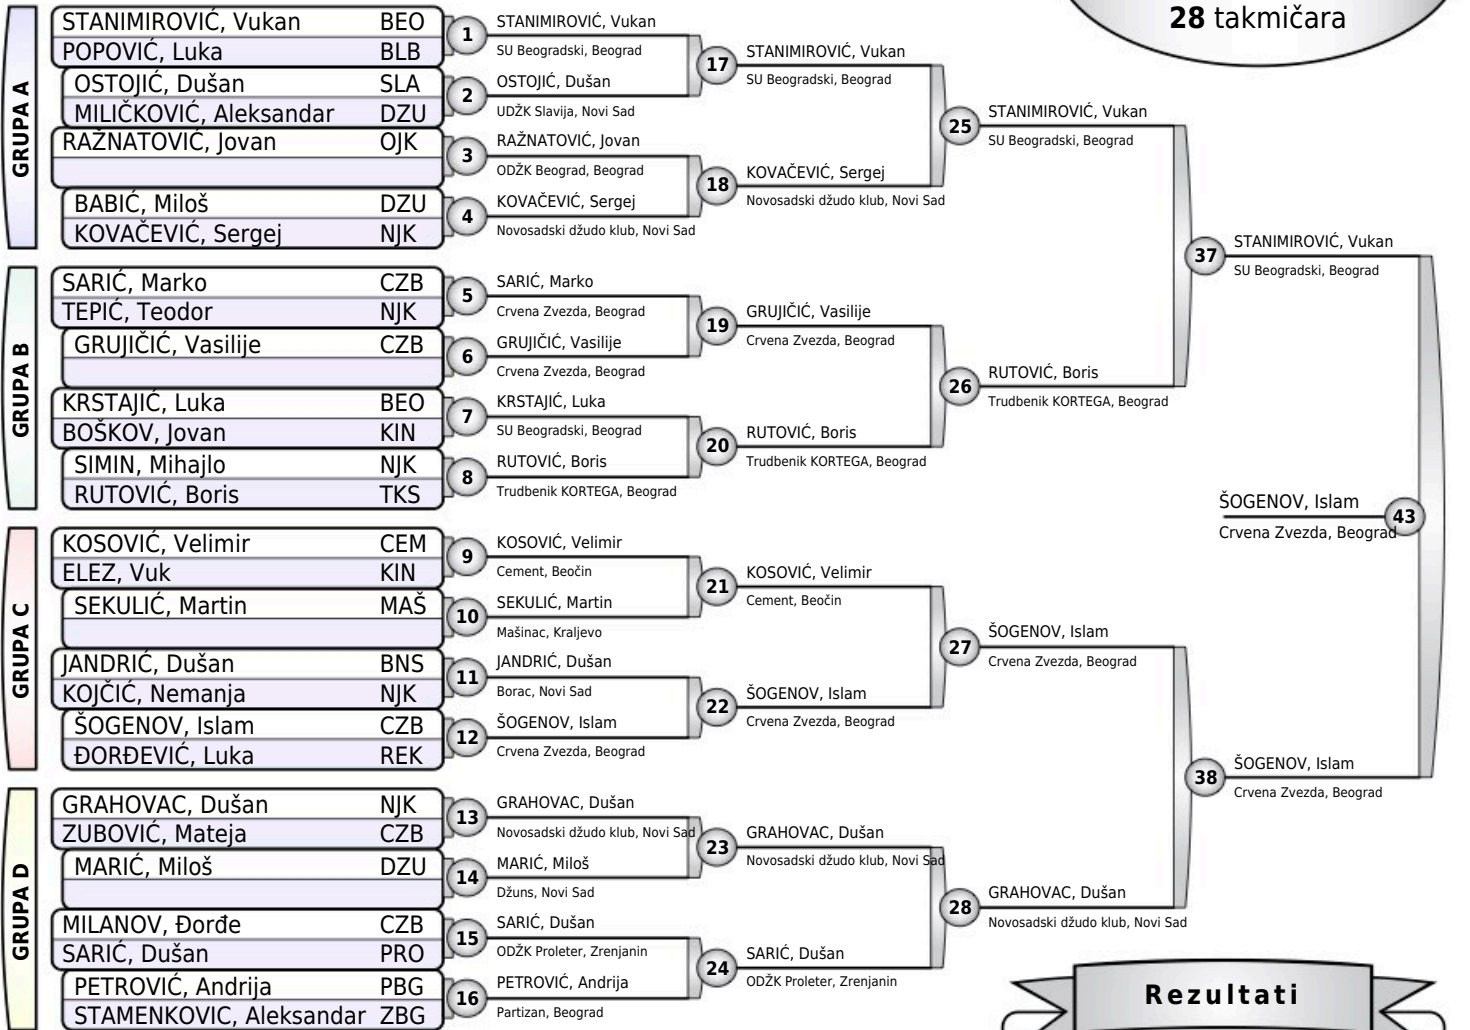 28 takmičara
GRUPA A
STANIMIROVIĆ, Vukan BEO
POPOVIĆ, Luka BLB
OSTOJIĆ, Dušan SLA
MILIČKOVIĆ, Aleksandar DZU
RAŽNATOVIĆ, Jovan OJK
BABIĆ, Miloš DZU
KOVAČEVIĆ, Sergej NJK
GRUPA B
SARIĆ, Marko CZB
TEPIĆ, Teodor NJK
GRUJIČIĆ, Vasilije CZB
KRSTAJIĆ, Luka BEO
BOŠKOV, Jovan KIN
SIMIN, Mihajlo NJK
RUTOVIĆ, Boris TKS
GRUPA C
KOSOVIĆ, Velimir CEM
ELEZ, Vuk KIN
SEKULIĆ, Martin MAŠ
JANDRIĆ, Dušan BNS
KOJČIĆ, Nemanja NJK
ŠOGENOV, Islam CZB
ĐORĐEVIĆ, Luka REK
GRUPA D
GRAHOVAC, Dušan NJK
ZUBOVIĆ, Mateja CZB
MARIĆ, Miloš DZU
MILANOV, Đorđe CZB
SARIĆ, Dušan PRO
PETROVIĆ, Andrija PBG
STAMENKOVIC, Aleksandar ZBG
1
STANIMIROVIĆ, Vukan
SU Beogradski, Beograd
2
OSTOJIĆ, Dušan
UDŽK Slavija, Novi Sad
3
RAŽNATOVIĆ, Jovan
ODŽK Beograd, Beograd
4
KOVAČEVIĆ, Sergej
Novosadski džudo klub, Novi Sad
5
SARIĆ, Marko
Crvena Zvezda, Beograd
6
GRUJIČIĆ, Vasilije
Crvena Zvezda, Beograd
7
KRSTAJIĆ, Luka
SU Beogradski, Beograd
8
RUTOVIĆ, Boris
Trudbenik KORTEGA, Beograd
9
KOSOVIĆ, Velimir
Cement, Beočin
10
SEKULIĆ, Martin
Mašinac, Kraljevo
11
JANDRIĆ, Dušan
Borac, Novi Sad
12
ŠOGENOV, Islam
Crvena Zvezda, Beograd
13
GRAHOVAC, Dušan
Novosadski džudo klub, Novi Sad
14
MARIĆ, Miloš
Džuns, Novi Sad
15
SARIĆ, Dušan
ODŽK Proleter, Zrenjanin
16
PETROVIĆ, Andrija
Partizan, Beograd
17
STANIMIROVIĆ, Vukan
SU Beogradski, Beograd
18
KOVAČEVIĆ, Sergej
Novosadski džudo klub, Novi Sad
19
GRUJIČIĆ, Vasilije
Crvena Zvezda, Beograd
20
RUTOVIĆ, Boris
Trudbenik KORTEGA, Beograd
21
KOSOVIĆ, Velimir
Cement, Beočin
22
ŠOGENOV, Islam
Crvena Zvezda, Beograd
23
GRAHOVAC, Dušan
Novosadski džudo klub, Novi Sad
24
SARIĆ, Dušan
ODŽK Proleter, Zrenjanin
25
STANIMIROVIĆ, Vukan
SU Beogradski, Beograd
26
RUTOVIĆ, Boris
Trudbenik KORTEGA, Beograd
27
ŠOGENOV, Islam
Crvena Zvezda, Beograd
28
GRAHOVAC, Dušan
Novosadski džudo klub, Novi Sad
37
STANIMIROVIĆ, Vukan
SU Beogradski, Beograd
38
ŠOGENOV, Islam
Crvena Zvezda, Beograd
ŠOGENOV, Islam
43
Crvena Zvezda, Beograd
Rezultati